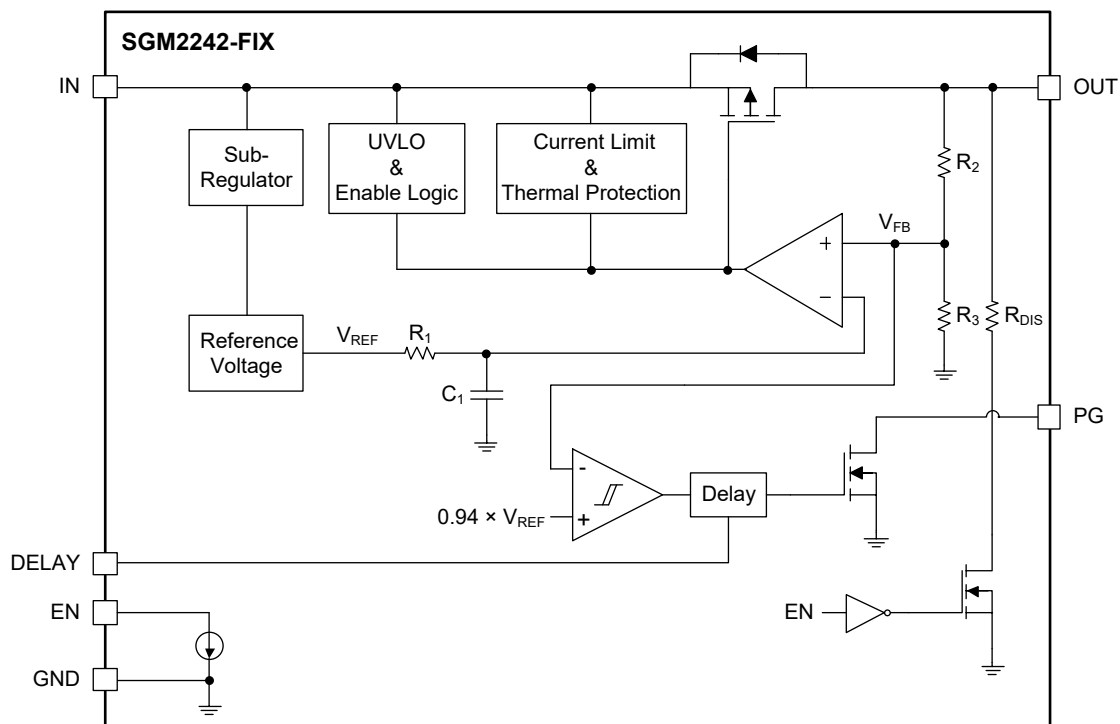 SGM2242-FIX
IN
OUT
Sub-
Regulator
UVLO
&
Enable Logic
Current Limit
&
Thermal Protection
R2
VFB
+
−
R3
RDIS
Reference
Voltage
VREF
R1
C1
PG
-
+
0.94 × VREF
Delay
DELAY
EN
EN
GND